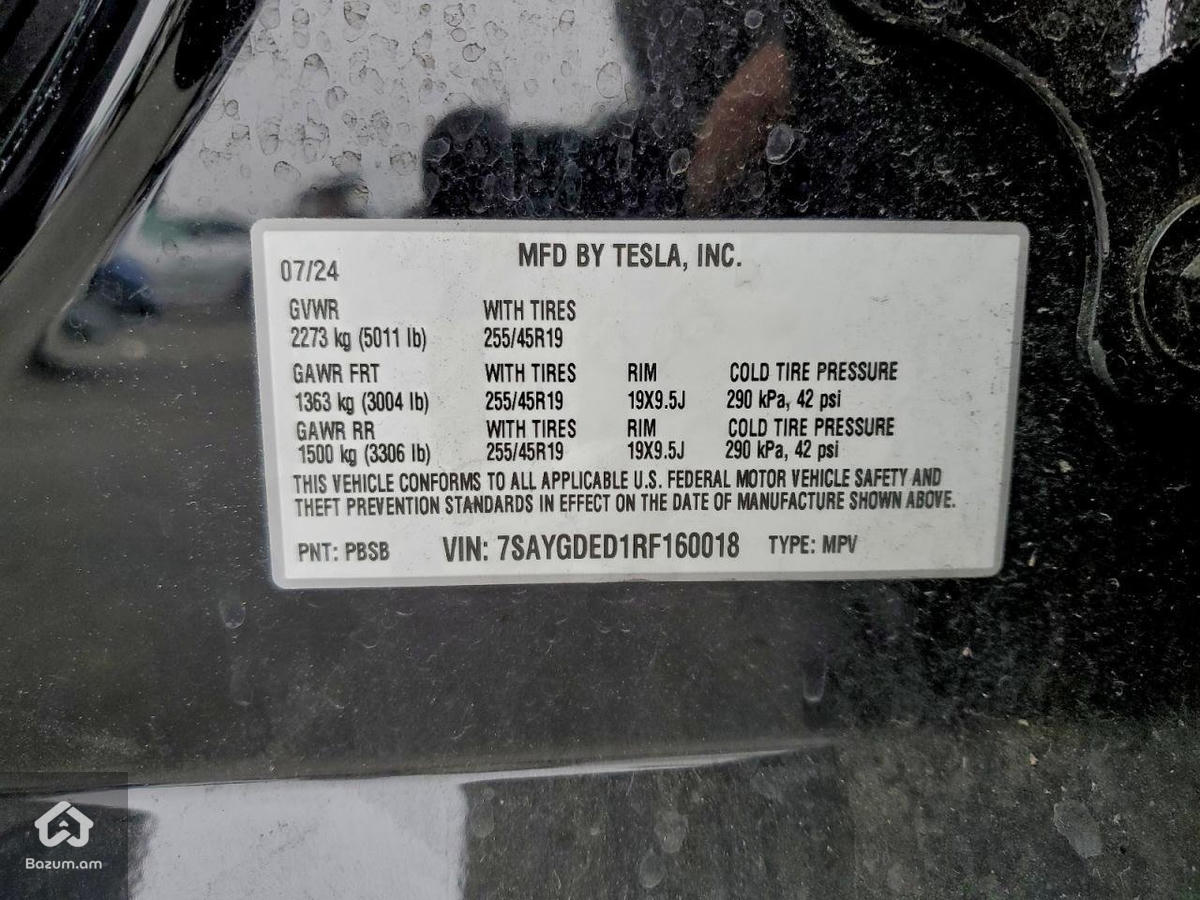 MFD BY TESLA, INC.
07/24
GVWR WITH TIRES
2273 kg (5011 lb) 255/45R19
GAWR FRT WITH TIRES RIM COLD TIRE PRESSURE
1363 kg (3004 lb) 255/45R19 19X9.5J 290 kPa, 42 psi
GAWR RR WITH TIRES RIM COLD TIRE PRESSURE
1500 kg (3306 lb) 255/45R19 19X9.5J 290 kPa, 42 psi
THIS VEHICLE CONFORMS TO ALL APPLICABLE U.S. FEDERAL MOTOR VEHICLE SAFETY AND
THEFT PREVENTION STANDARDS IN EFFECT ON THE DATE OF MANUFACTURE SHOWN ABOVE.
PNT: PBSB VIN: 7SAYGDED1RF160018 TYPE: MPV
Bazum.am